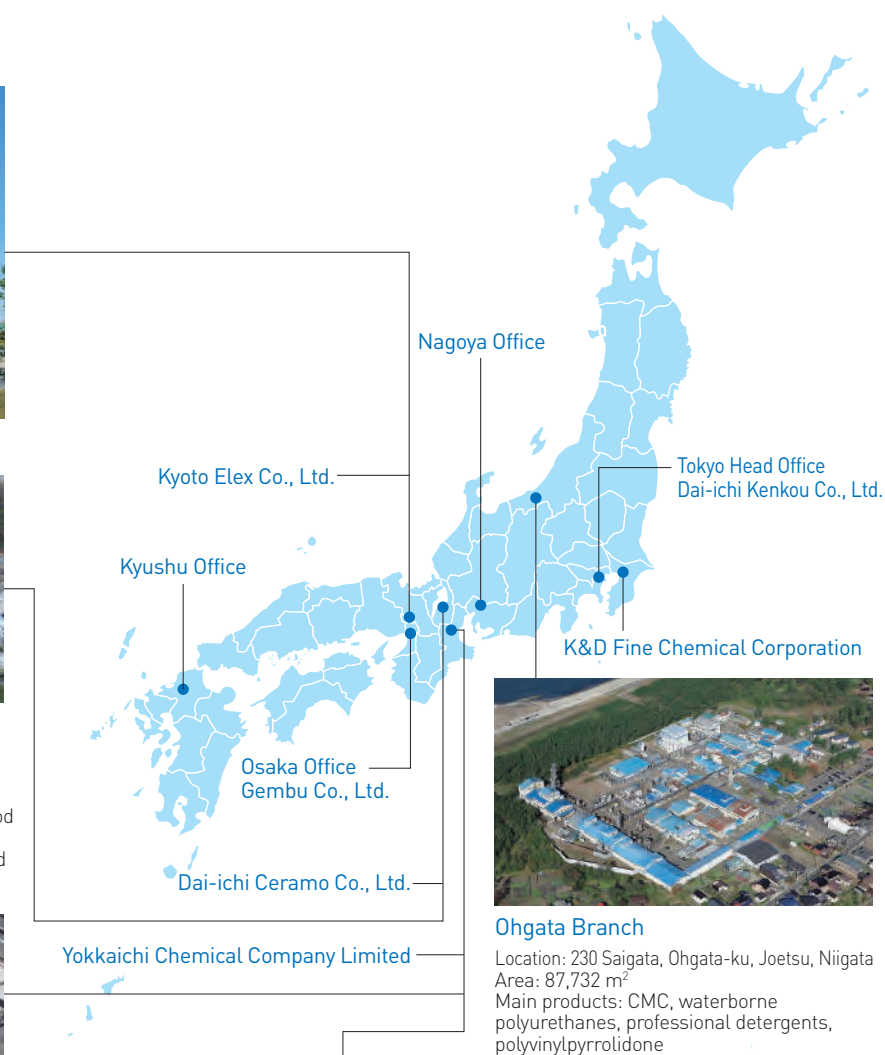 Nagoya Office
Tokyo Head Office
Dai-ichi Kenkou Co., Ltd.
Kyoto Elex Co., Ltd.
Kyushu Office
K&D Fine Chemical Corporation
Osaka Office
Gembu Co., Ltd.
Dai-ichi Ceramo Co., Ltd.
Yokkaichi Chemical Company Limited
Ohgata Branch
Location: 230 Saigata, Ohgata-ku, Joetsu, Niigata
Area: 87,732 m²
Main products: CMC, waterborne
polyurethanes, professional detergents,
polyvinylpyrrolidone